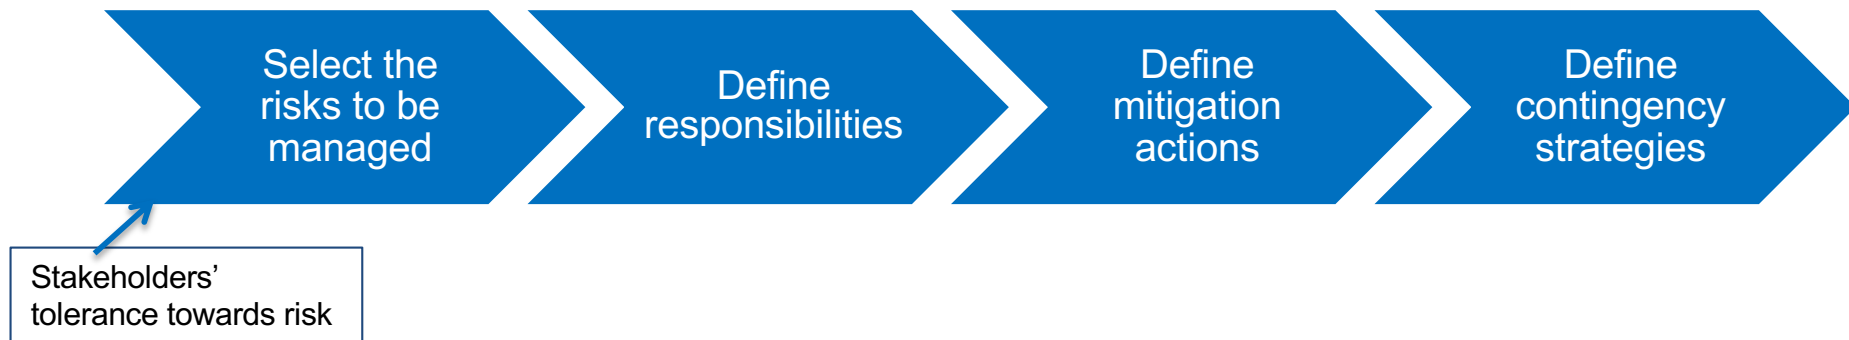 Select the
risks to be
managed
Define
responsibilities
Define
mitigation
actions
Define
contingency
strategies
Stakeholders’
tolerance towards risk